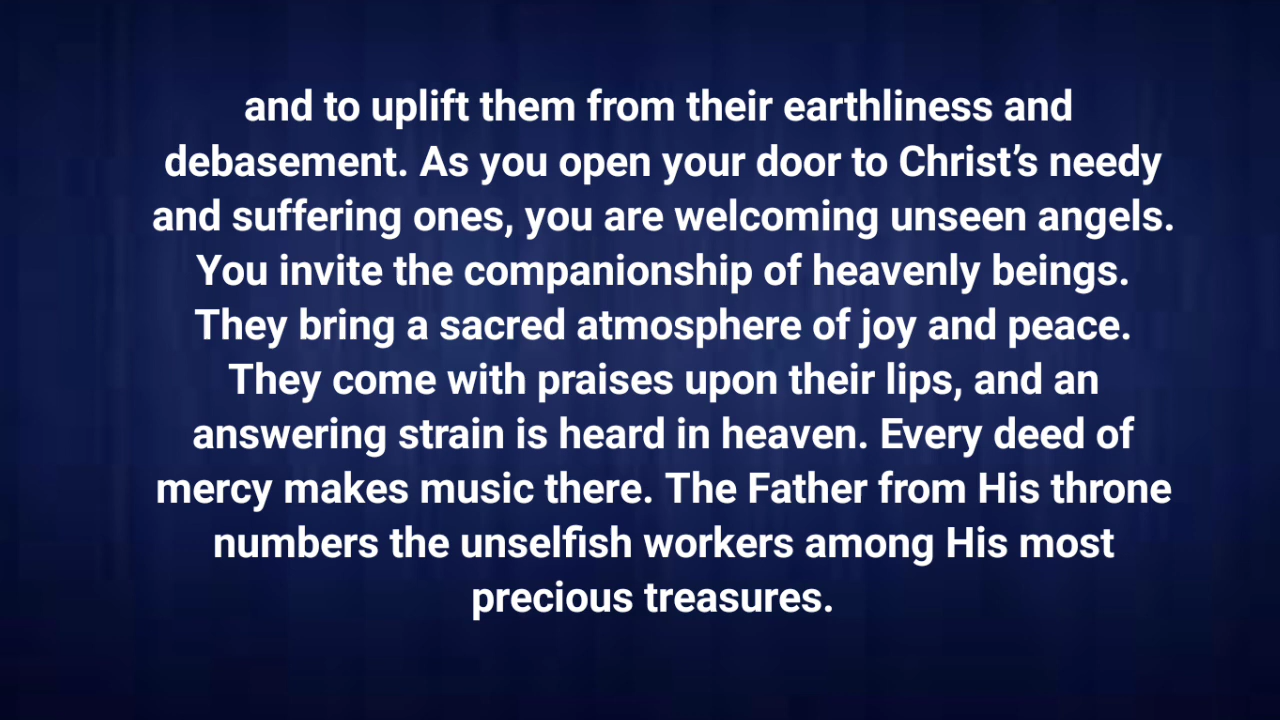 and to uplift them from their earthliness and
debasement. As you open your door to Christ’s needy
and suffering ones, you are welcoming unseen angels.
You invite the companionship of heavenly beings.
They bring a sacred atmosphere of joy and peace.
They come with praises upon their lips, and an
answering strain is heard in heaven. Every deed of
mercy makes music there. The Father from His throne
numbers the unselfish workers among His most
precious treasures.